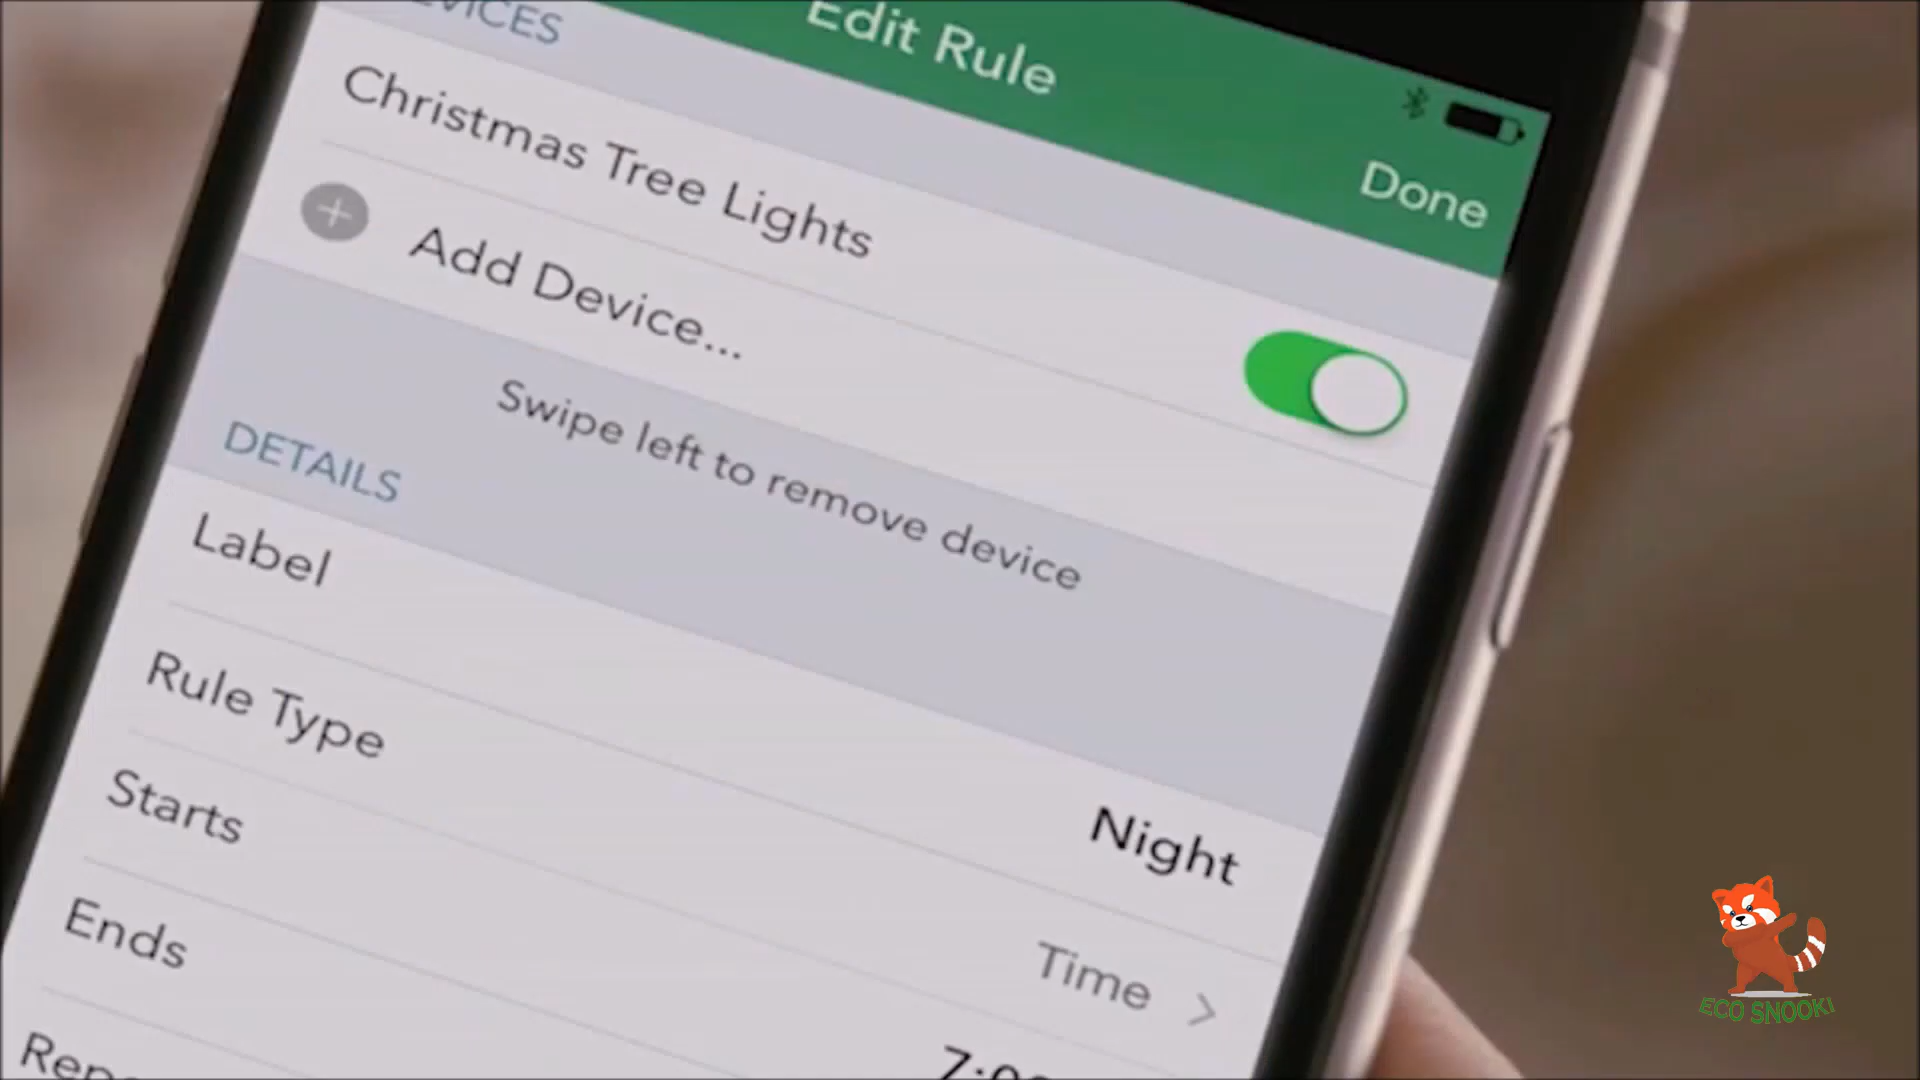 Edit Rule
Done
Christmas Tree Lights
Add Device...
Swipe left to remove device
DETAILS
Label
Night
Rule Type
Time
Starts
Ends
ECO SNOOKI